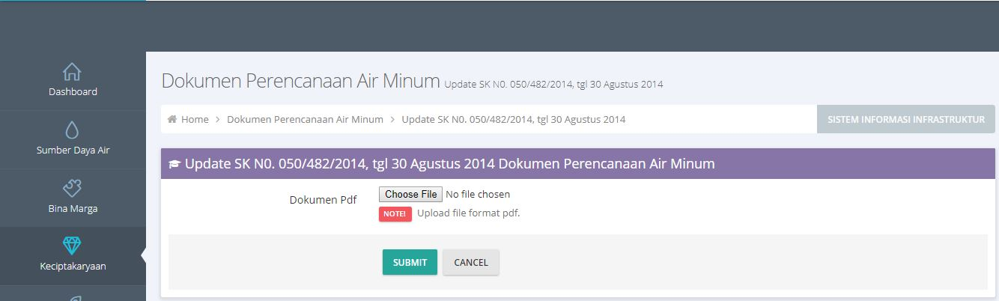 Dashboard
Sumber Daya Air
Bina Marga
Keciptakaryaan
Dokumen Perencanaan Air Minum Update SK N0. 050/482/2014, tgl 30 Agustus 2014
Home > Dokumen Perencanaan Air Minum > Update SK N0. 050/482/2014, tgl 30 Agustus 2014
SISTEM INFORMASI INFRASTRUKTUR
Update SK N0. 050/482/2014, tgl 30 Agustus 2014 Dokumen Perencanaan Air Minum
Dokumen Pdf
Choose File No file chosen
NOTE! Upload file format pdf.
SUBMIT CANCEL